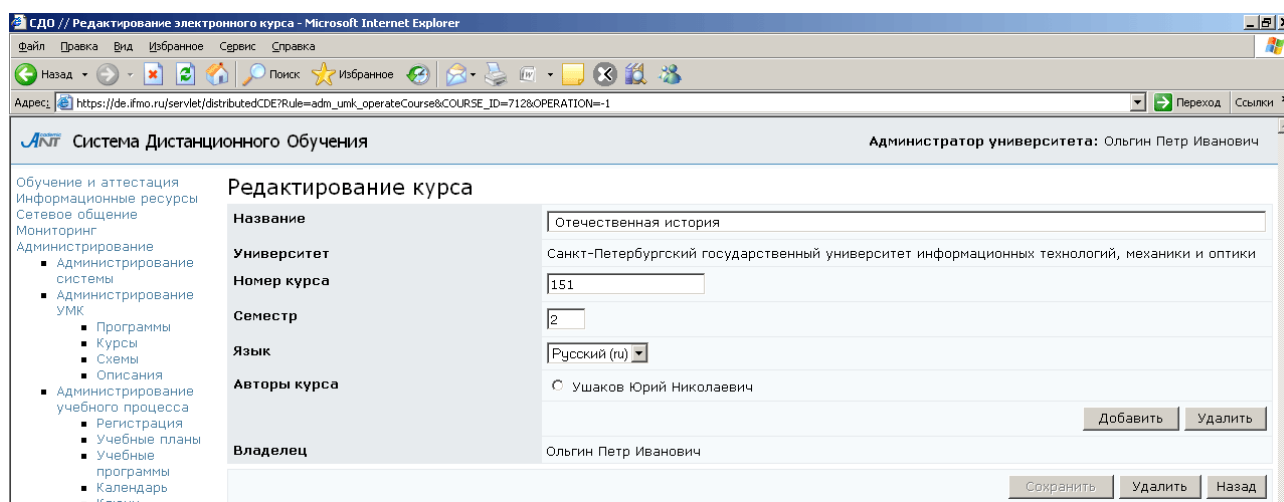 СДО // Редактирование электронного курса - Microsoft Internet Explorer
Файл Правка Вид Избранное Сервис Справка
Назад Поиск Избранное
Адрес: https://de.ifmo.ru/servlet/distributedCDE?Rule=adm_umk_operateCourse&COURSE_ID=712&OPERATION=-1 Переход Ссылки
Academic ANT Система Дистанционного Обучения Администратор университета: Ольгин Петр Иванович
Обучение и аттестация
Информационные ресурсы
Сетевое общение
Мониторинг
Администрирование
Администрирование
системы
Администрирование
УМК
Программы
Курсы
Схемы
Описания
Администрирование
учебного процесса
Регистрация
Учебные планы
Учебные
программы
Календарь
Ключи
Редактирование курса
Название Отечественная история
Университет Санкт-Петербургский государственный университет информационных технологий, механики и оптики
Номер курса 151
Семестр 2
Язык Русский (ru)
Авторы курса Ушаков Юрий Николаевич
Добавить Удалить
Владелец Ольгин Петр Иванович
Сохранить Удалить Назад